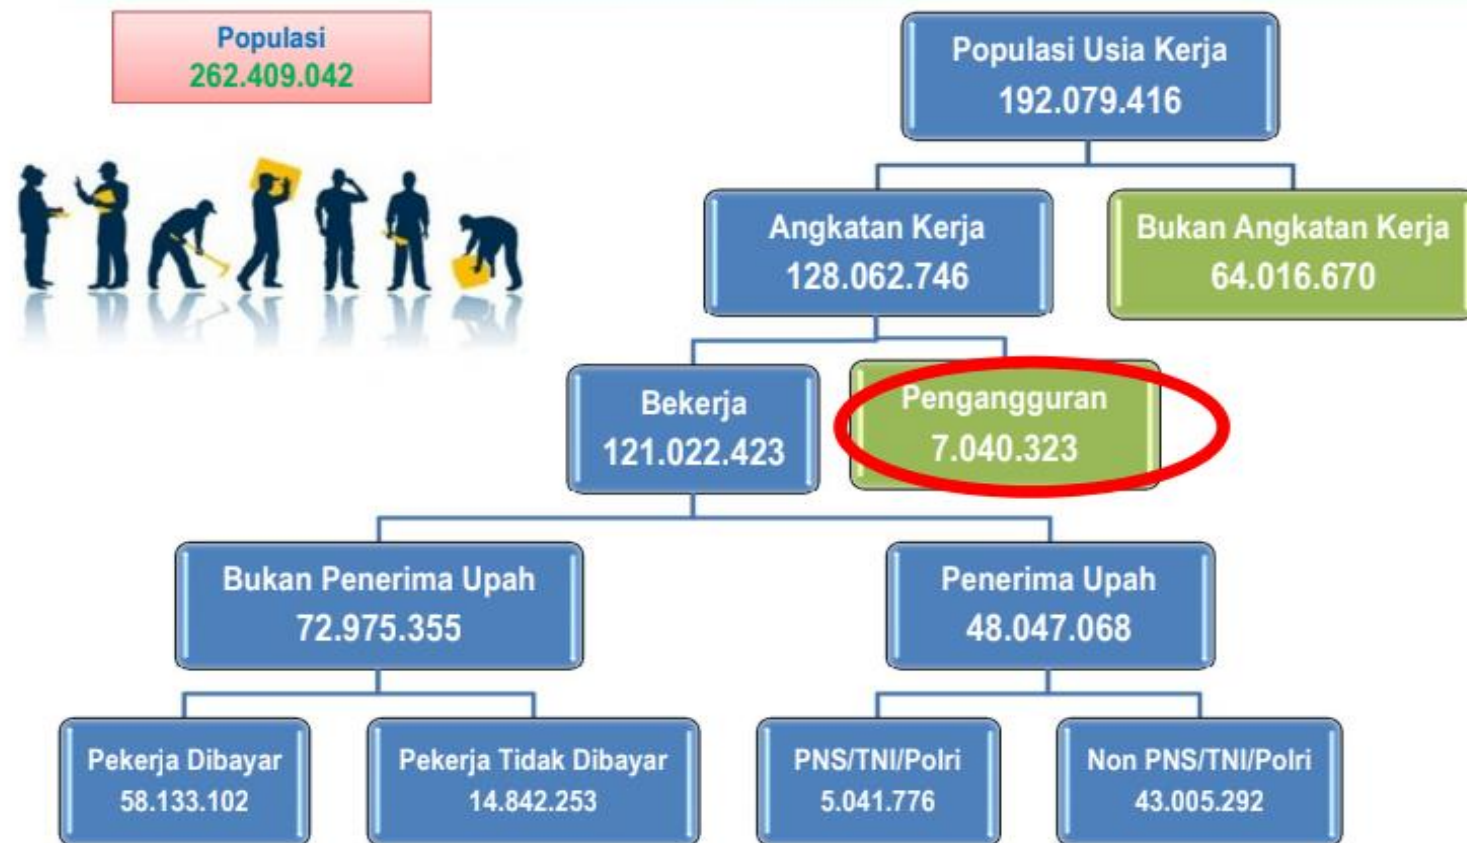 Populasi
262.409.042
Populasi Usia Kerja
192.079.416
Angkatan Kerja
128.062.746
Bukan Angkatan Kerja
64.016.670
Bekerja
121.022.423
Pengangguran
7.040.323
Bukan Penerima Upah
72.975.355
Penerima Upah
48.047.068
Pekerja Dibayar
58.133.102
Pekerja Tidak Dibayar
14.842.253
PNS/TNI/Polri
5.041.776
Non PNS/TNI/Polri
43.005.292